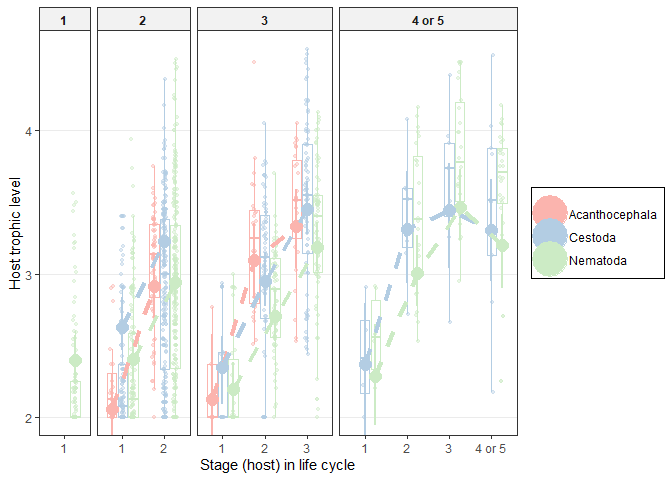 1 2 3 4 or 5
Host trophic level
4
3
2
1 1 2 1 2 3 1 2 3 4 or 5
Stage (host) in life cycle
Acanthocephala
Cestoda
Nematoda